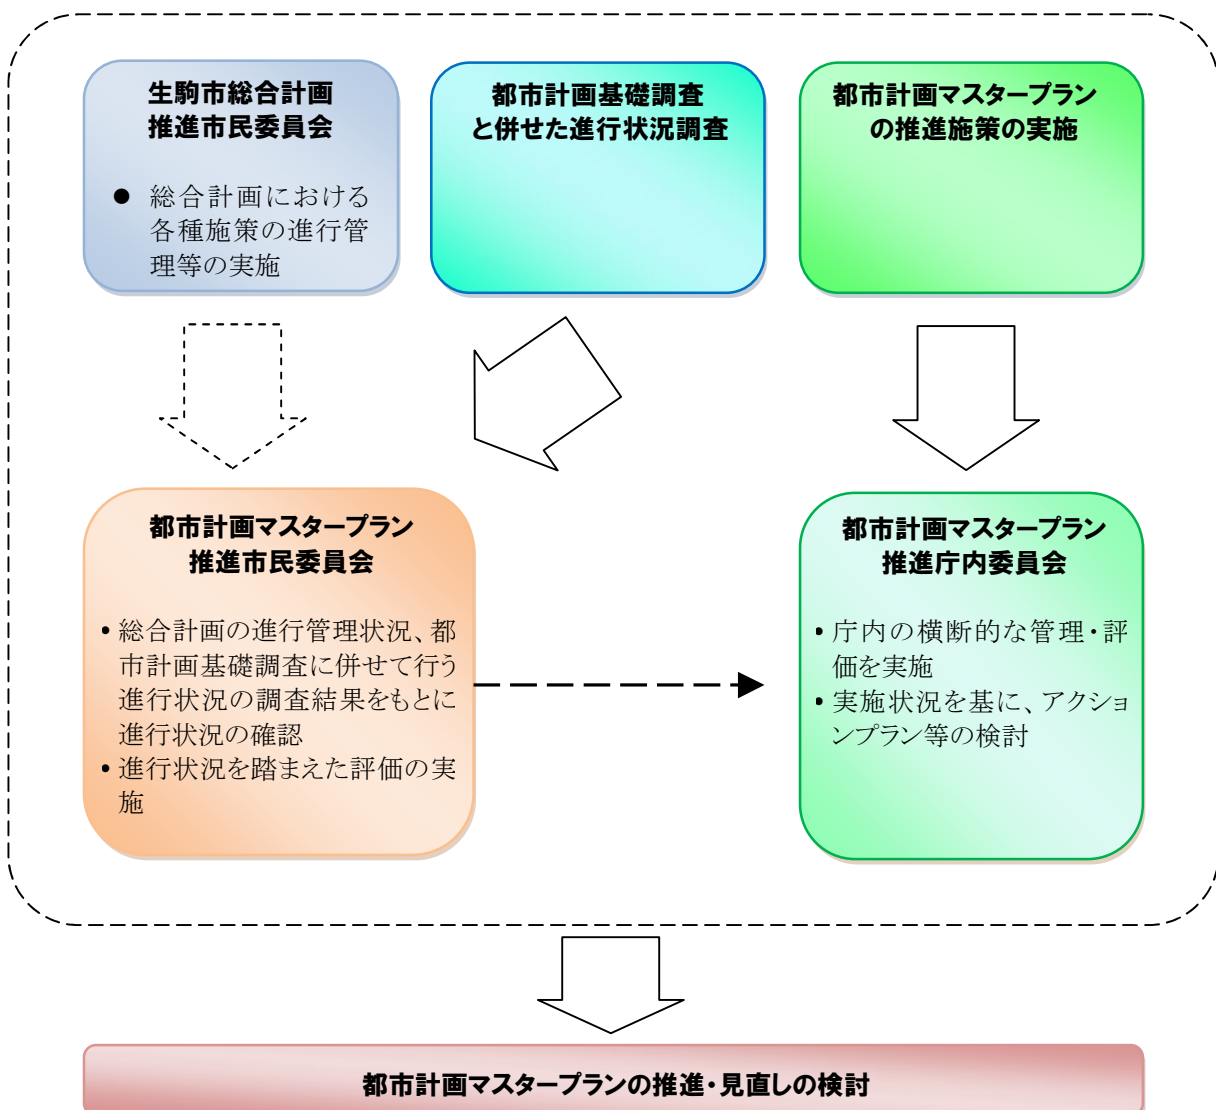 生駒市総合計画
推進市民委員会
● 総合計画における
各種施策の進行管
理等の実施
都市計画基礎調査
と併せた進行状況調査
都市計画マスタープラン
の推進施策の実施
都市計画マスタープラン
推進市民委員会
• 総合計画の進行管理状況、都
市計画基礎調査に併せて行う
進行状況の調査結果をもとに
進行状況の確認
• 進行状況を踏まえた評価の実
施
都市計画マスタープラン
推進庁内委員会
• 庁内の横断的な管理・評
価を実施
• 実施状況を基に、アクショ
ンプラン等の検討
都市計画マスタープランの推進・見直しの検討